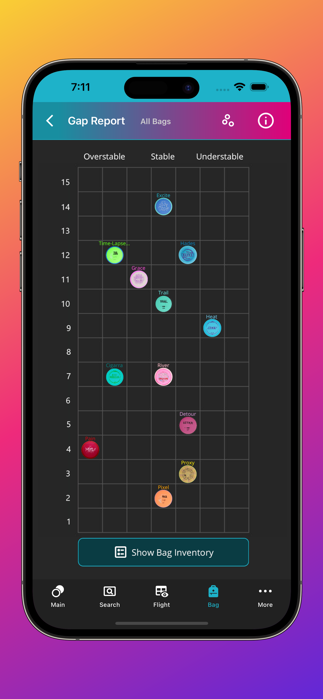 7:11
Gap Report All Bags
Overstable Stable Understable
15
14
Excite
13
12
Time-Lapse...
11
Grace
10
Trail
9
Heat
8
7
River
6
5
Detour
4
3
Proxy
2
Pixel
1
Show Bag Inventory
Main Search Flight Bag More